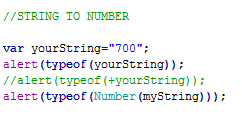 //STRING TO NUMBER
var yourString="700";
alert(typeof(yourString));
//alert(typeof(+yourString));
alert(typeof(Number(myString)));